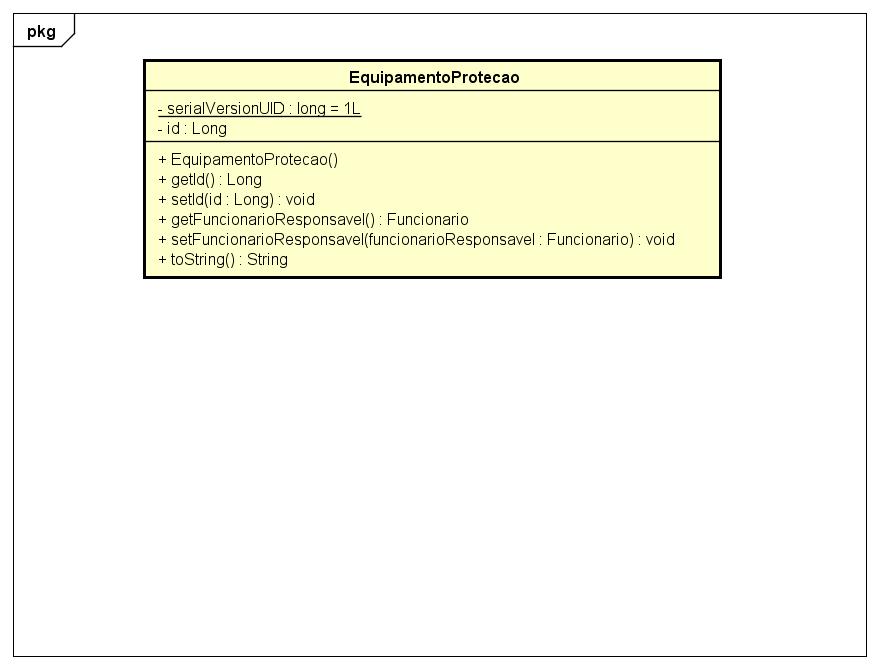 pkg
EquipamentoProtecao
- serialVersionUID : long = 1L
- id : Long
+ EquipamentoProtecao()
+ getId() : Long
+ setId(id : Long) : void
+ getFuncionarioResponsavel() : Funcionario
+ setFuncionarioResponsavel(funcionarioResponsavel : Funcionario) : void
+ toString() : String